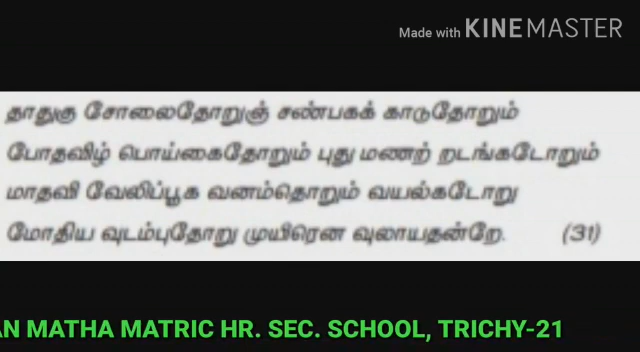 Made with KINEMASTER
தாதுகு சோலைதோறுஞ் சண்பகக் காடுதோறும்
போதவிழ் பொய்கைதோறும் புது மணற் றடங்கடோறும்
மாதவி வேலிப்பூக வனம்தொறும் வயல்கடோறு
மோதிய வுடம்புதோறு முயிரென வுலாயதன்றே. (31)
AN MATHA MATRIC HR. SEC. SCHOOL, TRICHY-21